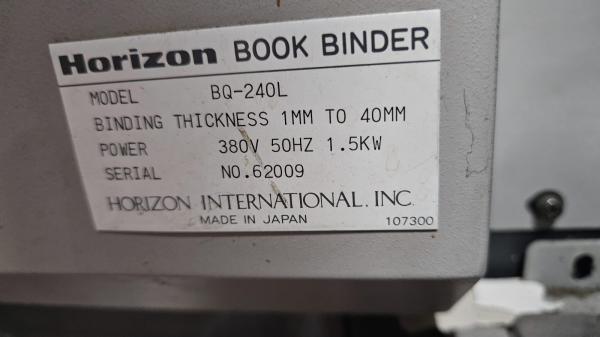 Horizon BOOK BINDER
MODEL BQ-240L
BINDING THICKNESS 1MM TO 40MM
POWER 380V 50HZ 1.5KW
SERIAL NO.62009
HORIZON INTERNATIONAL. INC.
MADE IN JAPAN 107300